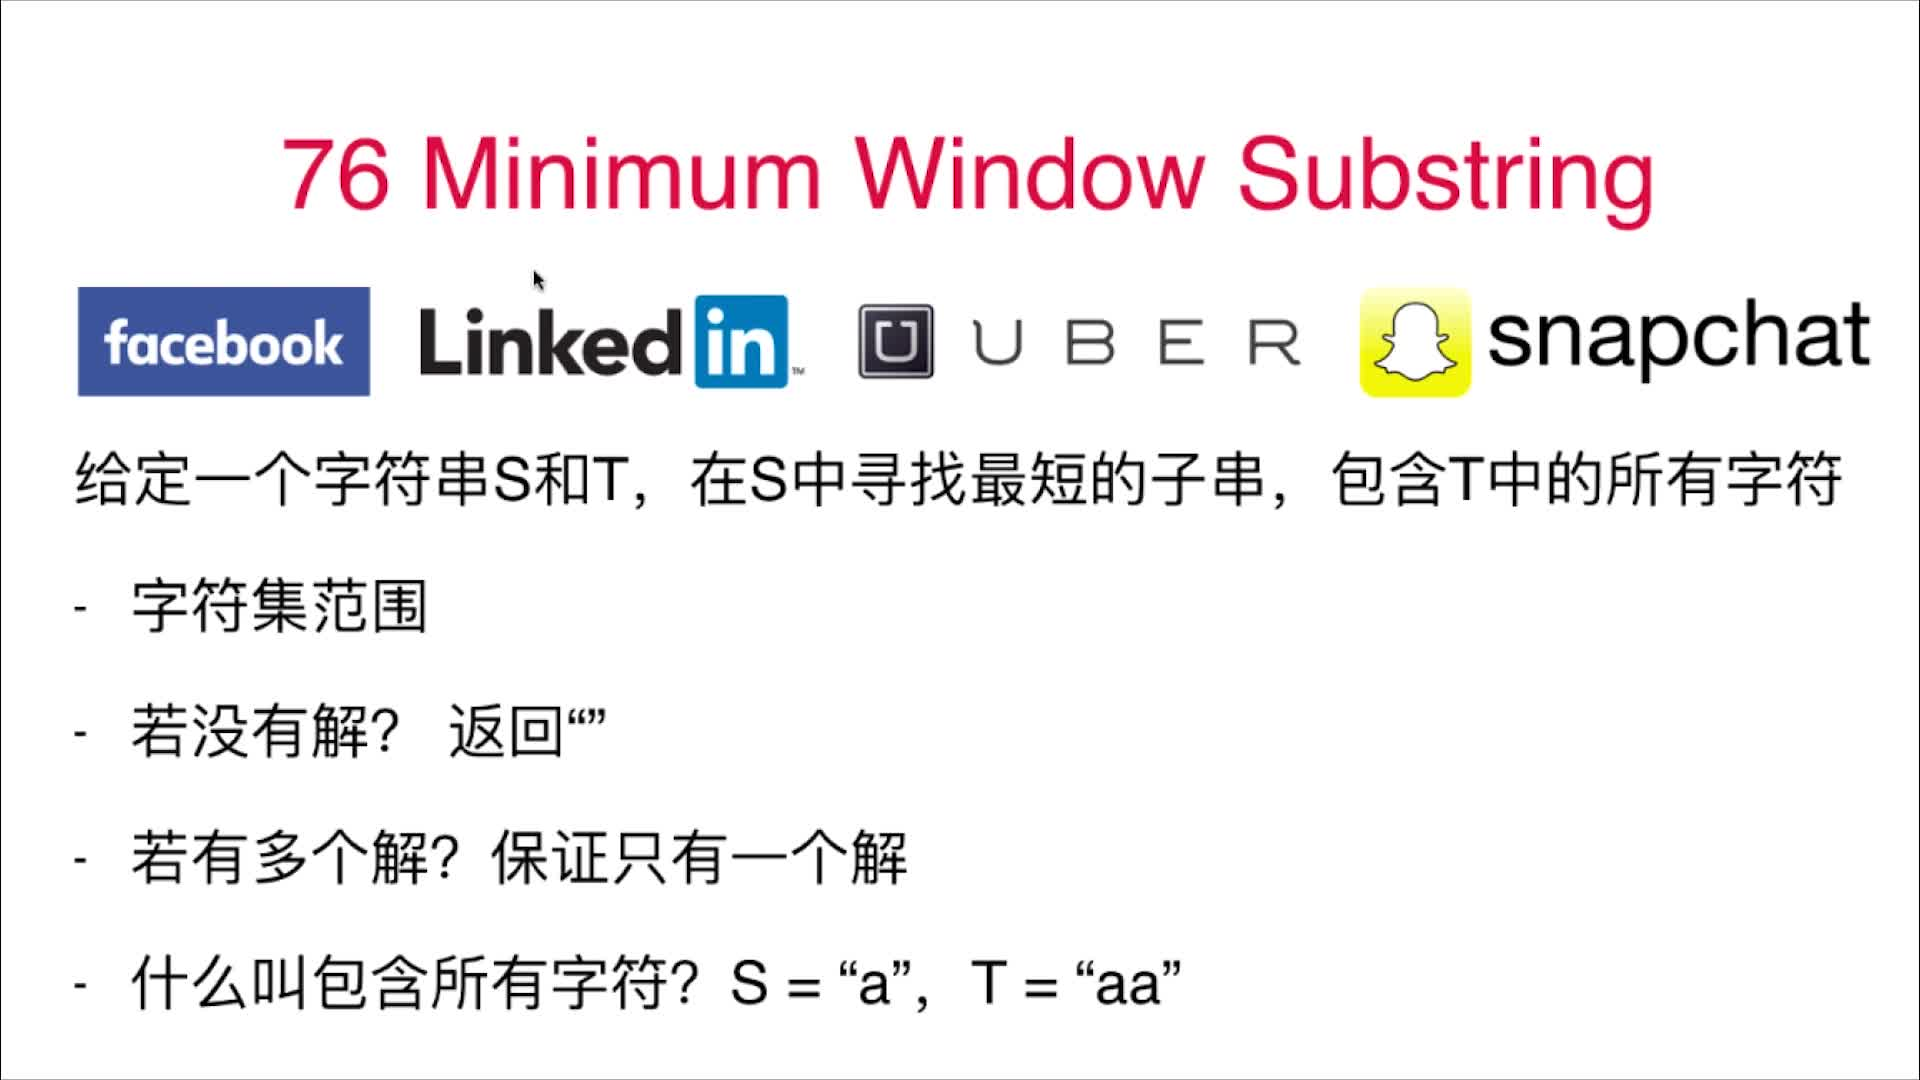 76 Minimum Window Substring
facebook Linked in ™ U UBER snapchat
给定一个字符串S和T，在S中寻找最短的子串，包含T中的所有字符
- 字符集范围
- 若没有解？ 返回“”
- 若有多个解？保证只有一个解
- 什么叫包含所有字符？S = “a”，T = “aa”